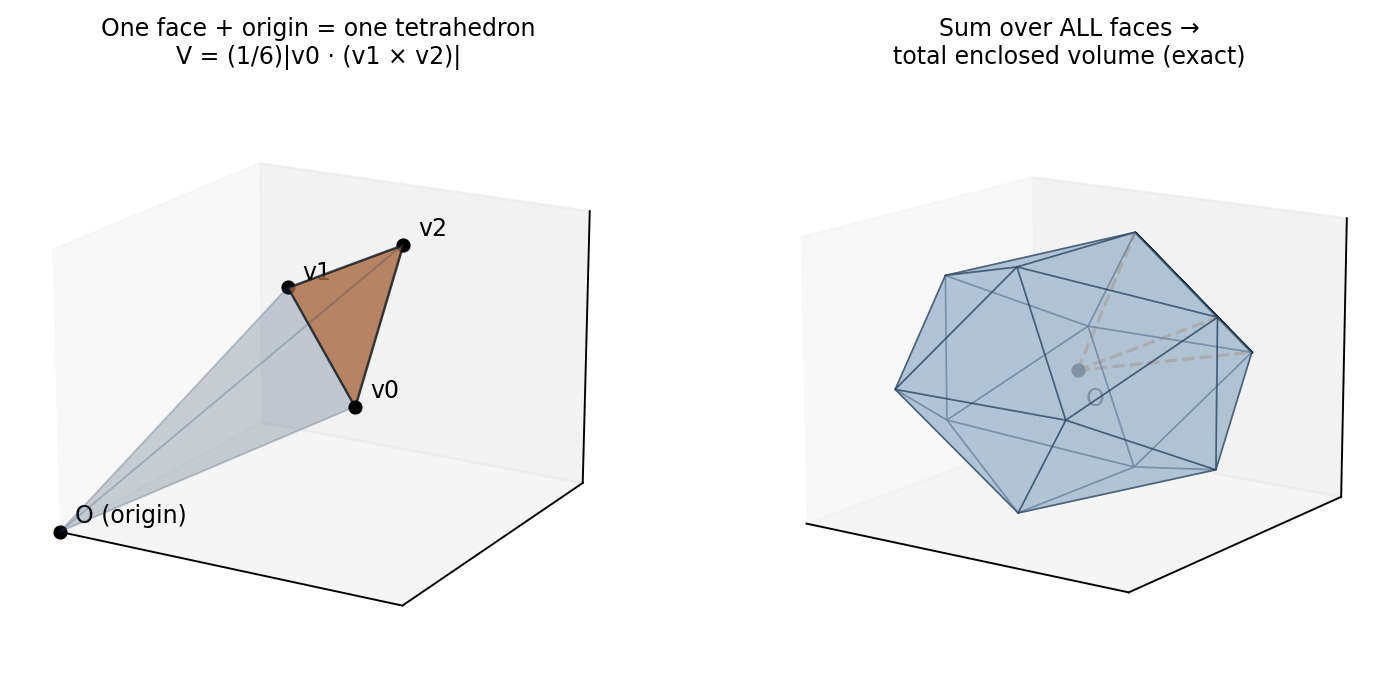 One face + origin = one tetrahedron
V = (1/6)|v0 · (v1 × v2)|
v2
v1
v0
O (origin)
Sum over ALL faces →
total enclosed volume (exact)
O